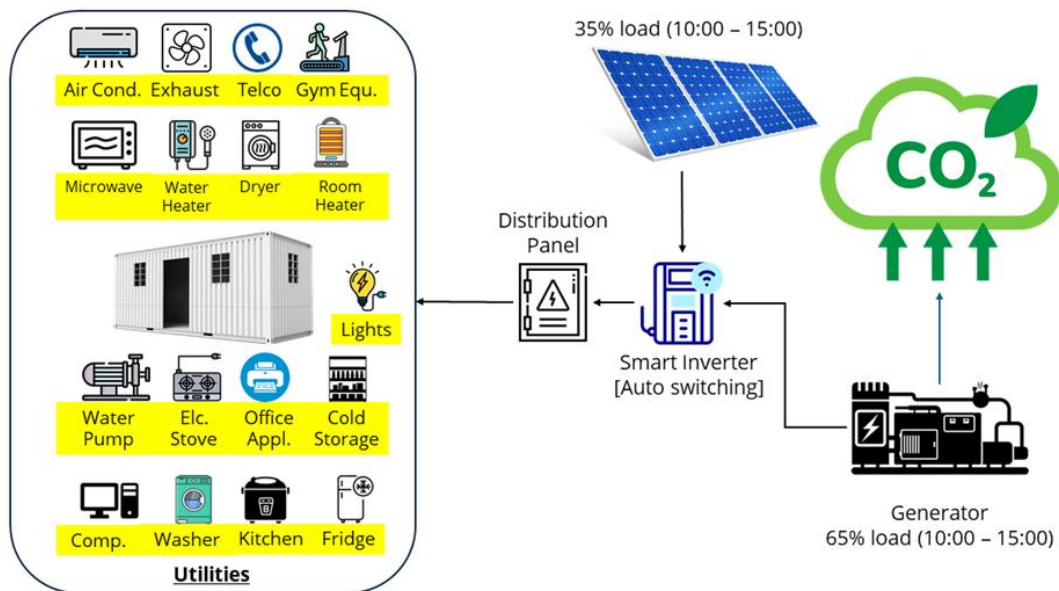 35% load (10:00 – 15:00)
Air Cond. Exhaust Telco Gym Equ.
Microwave Water Heater Dryer Room Heater
CO₂
Distribution
Panel
Lights
Smart Inverter
[Auto switching]
Water Pump Elc. Stove Office Appl. Cold Storage
B
Generator
65% load (10:00 – 15:00)
Comp. Washer Kitchen Fridge
Utilities